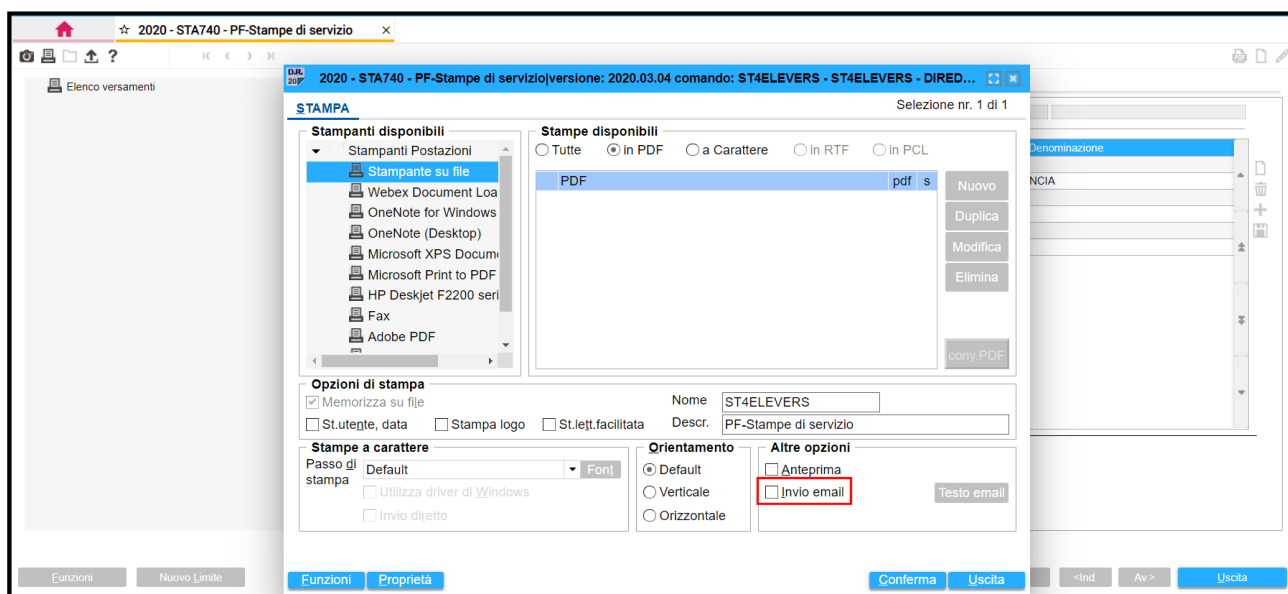 ☆ 2020 - STA740 - PF-Stampe di servizio ×
?
Elenco versamenti
D.R. 20PF 2020 - STA740 - PF-Stampe di servizio|versione: 2020.03.04 comando: ST4ELEVERS - ST4ELEVERS - DIRED...
STAMPA
Selezione nr. 1 di 1
Stampanti disponibili
Stampanti Postazioni
Stampante su file
Webex Document Loa
OneNote for Windows
OneNote (Desktop)
Microsoft XPS Docum
Microsoft Print to PDF
HP Deskjet F2200 seri
Fax
Adobe PDF
Stampe disponibili
Tutte in PDF a Carattere in RTF in PCL
PDF pdf s
Nuovo
Duplica
Modifica
Elimina
cony.PDF
Denominazione
NCIA
Opzioni di stampa
Memorizza su file
Nome ST4ELEVERS
St.utente, data Stampa logo St.lett.facilitata
Descr. PF-Stampe di servizio
Stampe a carattere
Passo di stampa Default Font
Utilizza driver di Windows
Invio diretto
Orientamento
Default
Verticale
Orizzontale
Altre opzioni
Anteprima
Invio email Testo email
Funzioni Proprietà Conferma Uscita
Funzioni Nuovo Limite <Ind. Av.> Uscita